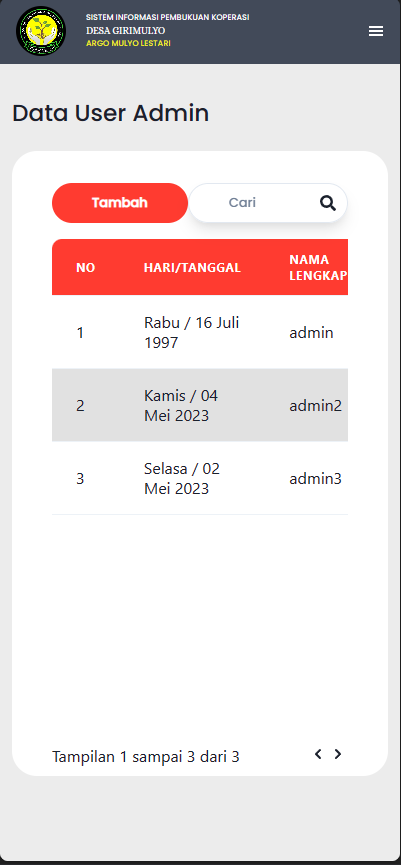 SISTEM INFORMASI PEMBUKUAN KOPERASI
DESA GIRIMULYO
ARGO MULYO LESTARI
Data User Admin
Tambah
Cari
NO HARI/TANGGAL NAMA LENGKAP
1 Rabu / 16 Juli 1997 admin
2 Kamis / 04 Mei 2023 admin2
3 Selasa / 02 Mei 2023 admin3
Tampilan 1 sampai 3 dari 3